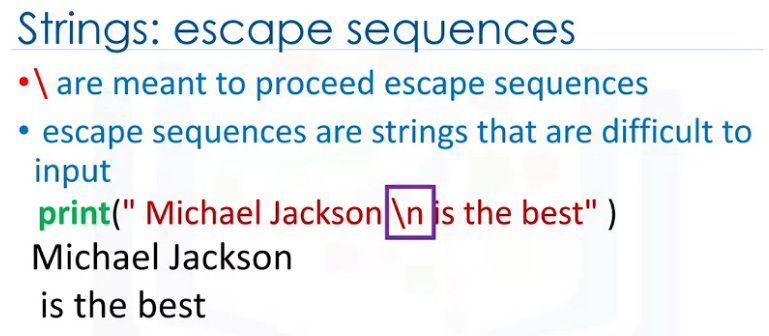 Strings: escape sequences
•\ are meant to proceed escape sequences
• escape sequences are strings that are difficult to
input
print(" Michael Jackson \n is the best" )
Michael Jackson
is the best